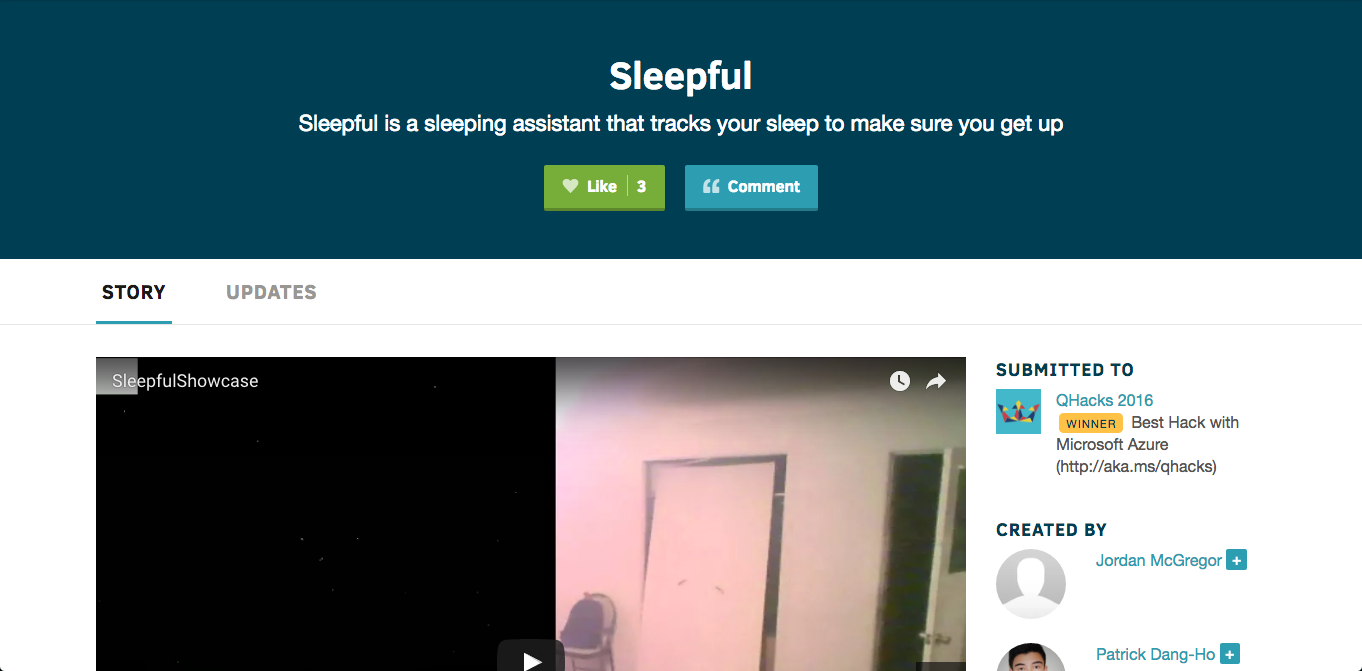 Sleepful
Sleepful is a sleeping assistant that tracks your sleep to make sure you get up
Like 3
Comment
STORY
UPDATES
SleepfulShowcase
SUBMITTED TO
QHacks 2016
WINNER Best Hack with
Microsoft Azure
(http://aka.ms/qhacks)
CREATED BY
Jordan McGregor +
Patrick Dang-Ho +